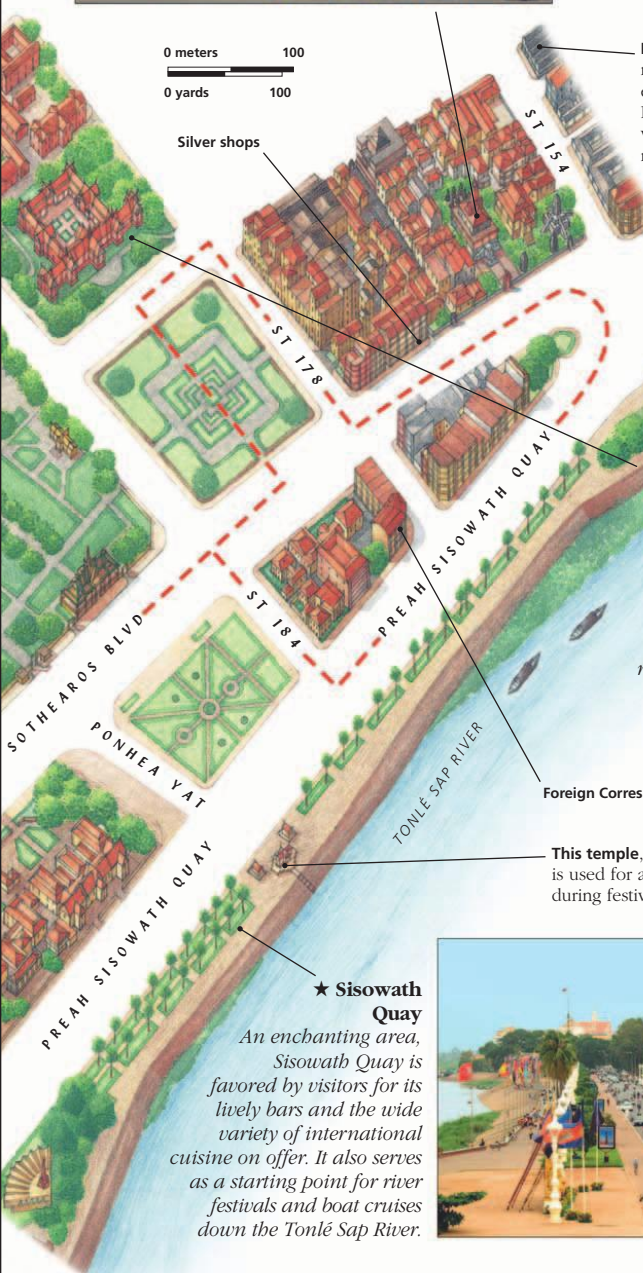 0 meters 100
0 yards 100
Silver shops
ST 154
ST 178
PREAH SISOWATH QUAY
ST 184
SOTHEAROS BLVD
PONHEA YAT
TONLÉ SAP RIVER
Foreign Corres
This temple,
is used for a
during festiv
PREAH SISOWATH QUAY
★ Sisowath
Quay
An enchanting area,
Sisowath Quay is
favored by visitors for its
lively bars and the wide
variety of international
cuisine on offer. It also serves
as a starting point for river
festivals and boat cruises
down the Tonlé Sap River.